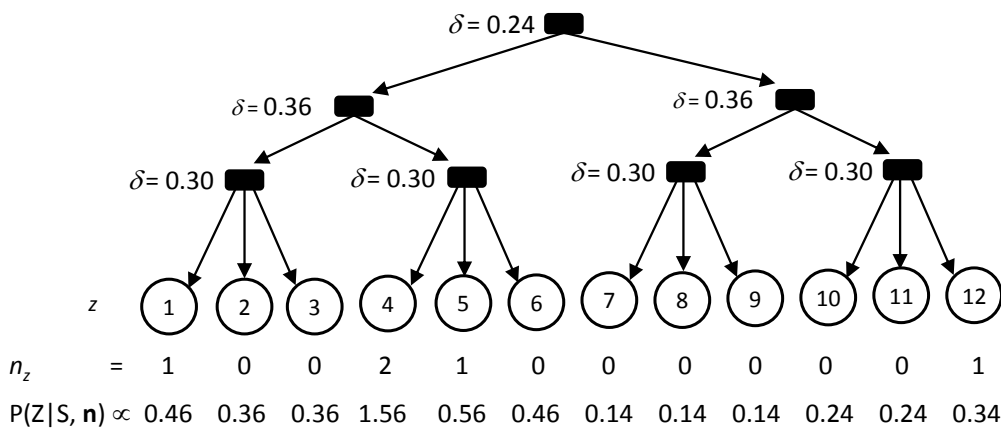 δ = 0.24
δ = 0.36 δ = 0.36
δ = 0.30 δ = 0.30 δ = 0.30 δ = 0.30
z 1 2 3 4 5 6 7 8 9 10 11 12
n_z = 1 0 0 2 1 0 0 0 0 0 0 1
P(Z|S, n) ∝ 0.46 0.36 0.36 1.56 0.56 0.46 0.14 0.14 0.14 0.24 0.24 0.34